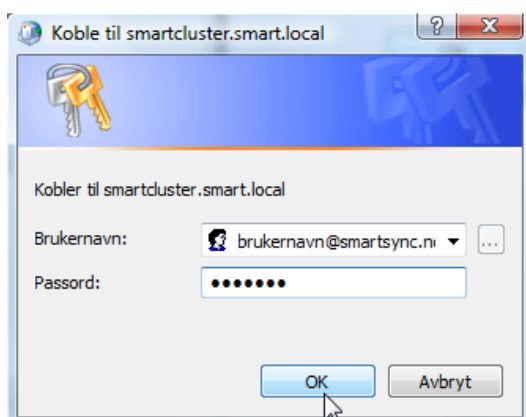 Koble til smartcluster.smart.local
Kobler til smartcluster.smart.local
Brukernavn:
brukernavn@smartsync.n
...
Passord:
•••••••
OK
Avbryt